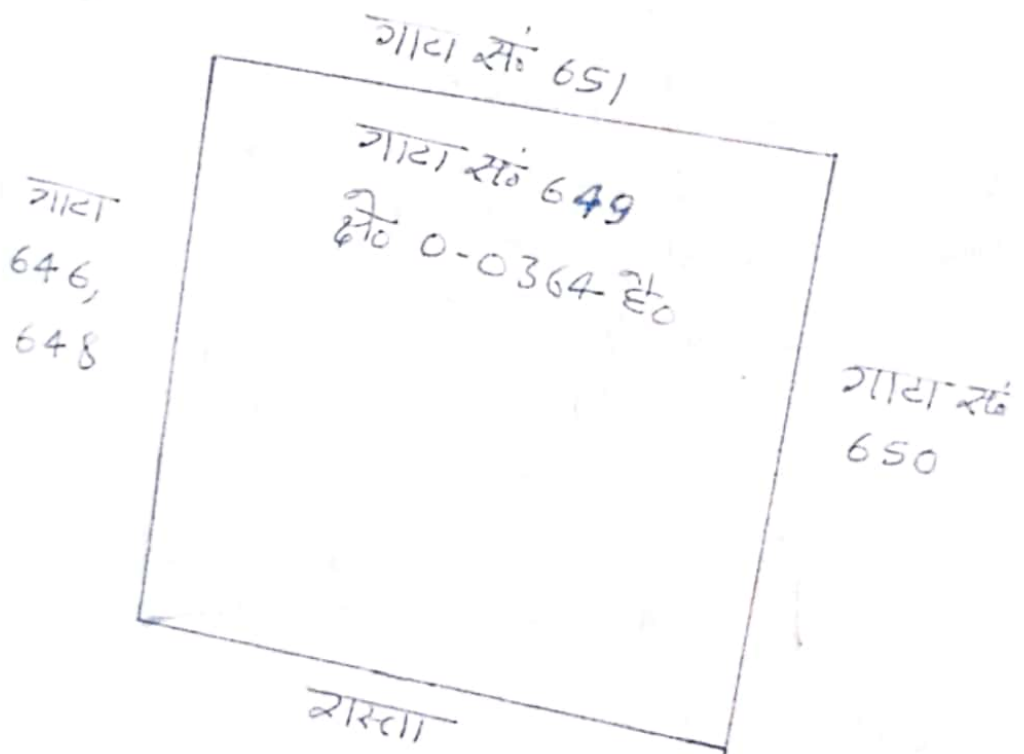 गाटा सं० 651
गाटा सं० 649
क्षे० 0-0364 हे०
गाटा
646,
648
गाटा सं०
650
रास्ता